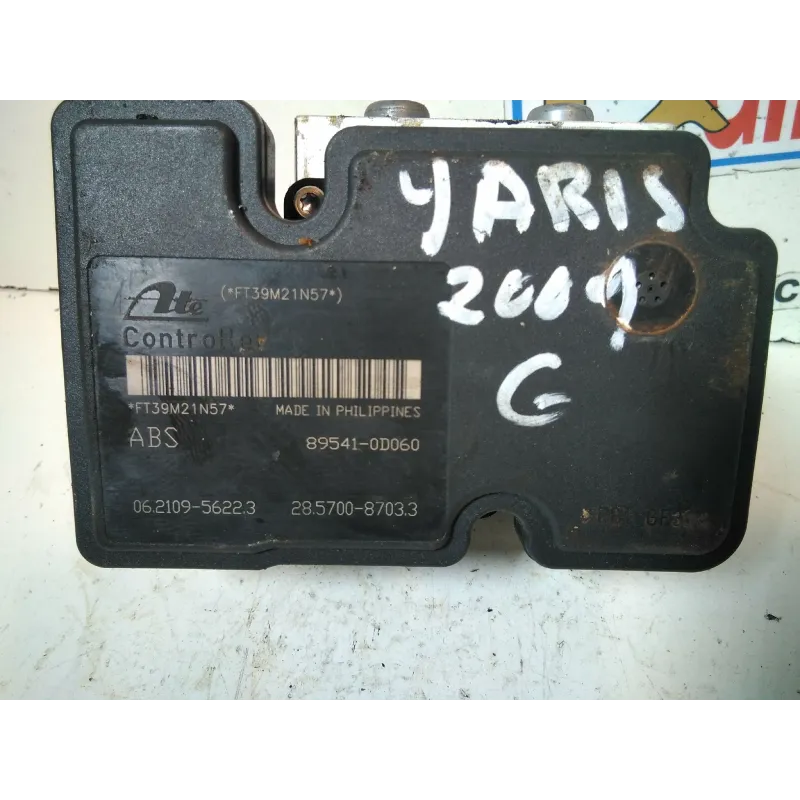 YARIS
2009
G
Ate
(*FT39M21N57*)
Controller
*FT39M21N57* MADE IN PHILIPPINES
ABS 89541-0D060
06.2109-5622.3 28.5700-8703.3